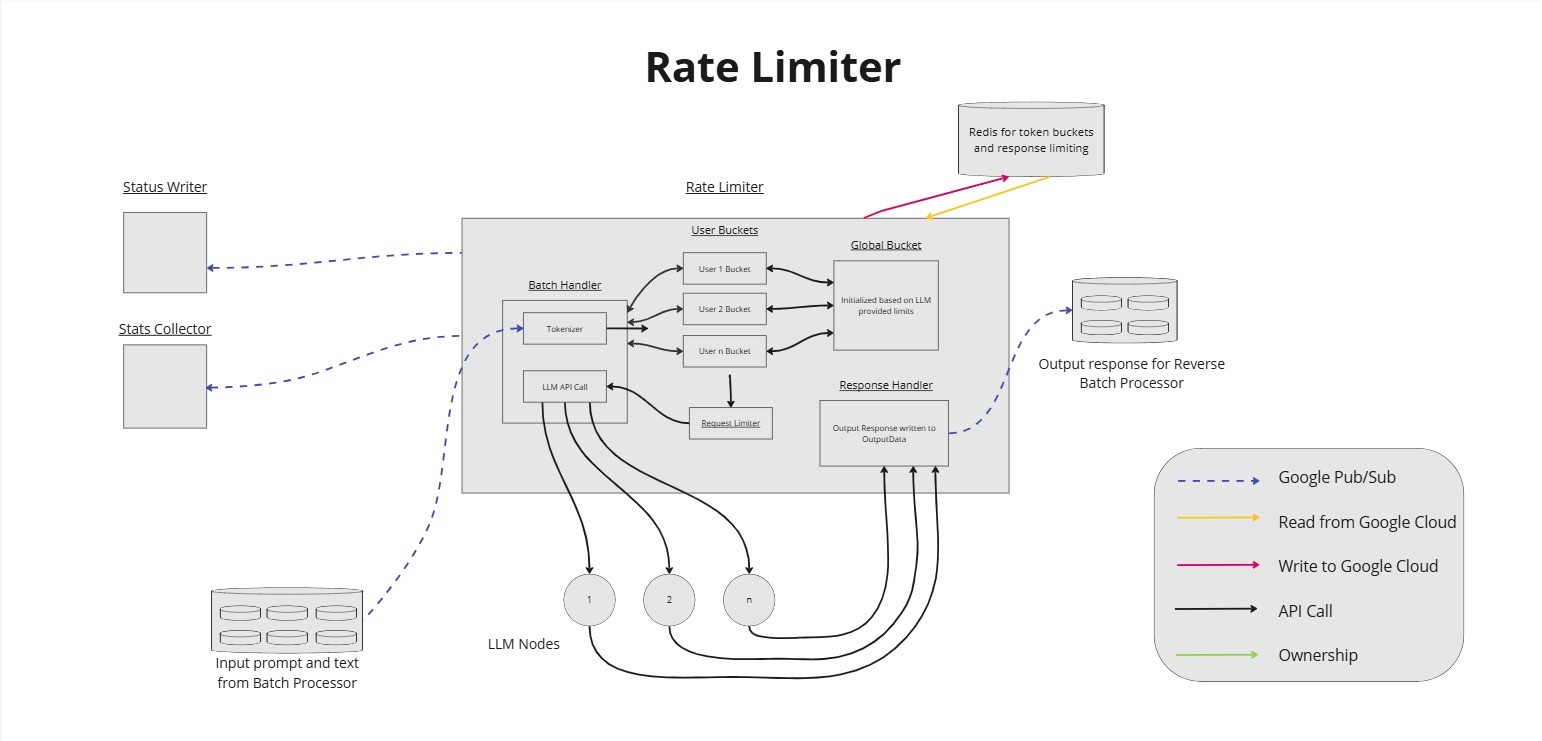 Rate Limiter
Redis for token buckets
and response limiting
Status Writer
Rate Limiter
User Buckets
Global Bucket
User 1 Bucket
Batch Handler
Initialized based on LLM
provided limits
User 2 Bucket
Tokenizer
Stats Collector
User n Bucket
Output response for Reverse
Batch Processor
LLM API Call
Response Handler
Request Limiter
Output Response written to
OutputData
Google Pub/Sub
Read from Google Cloud
Write to Google Cloud
API Call
Ownership
1
2
n
LLM Nodes
Input prompt and text
from Batch Processor